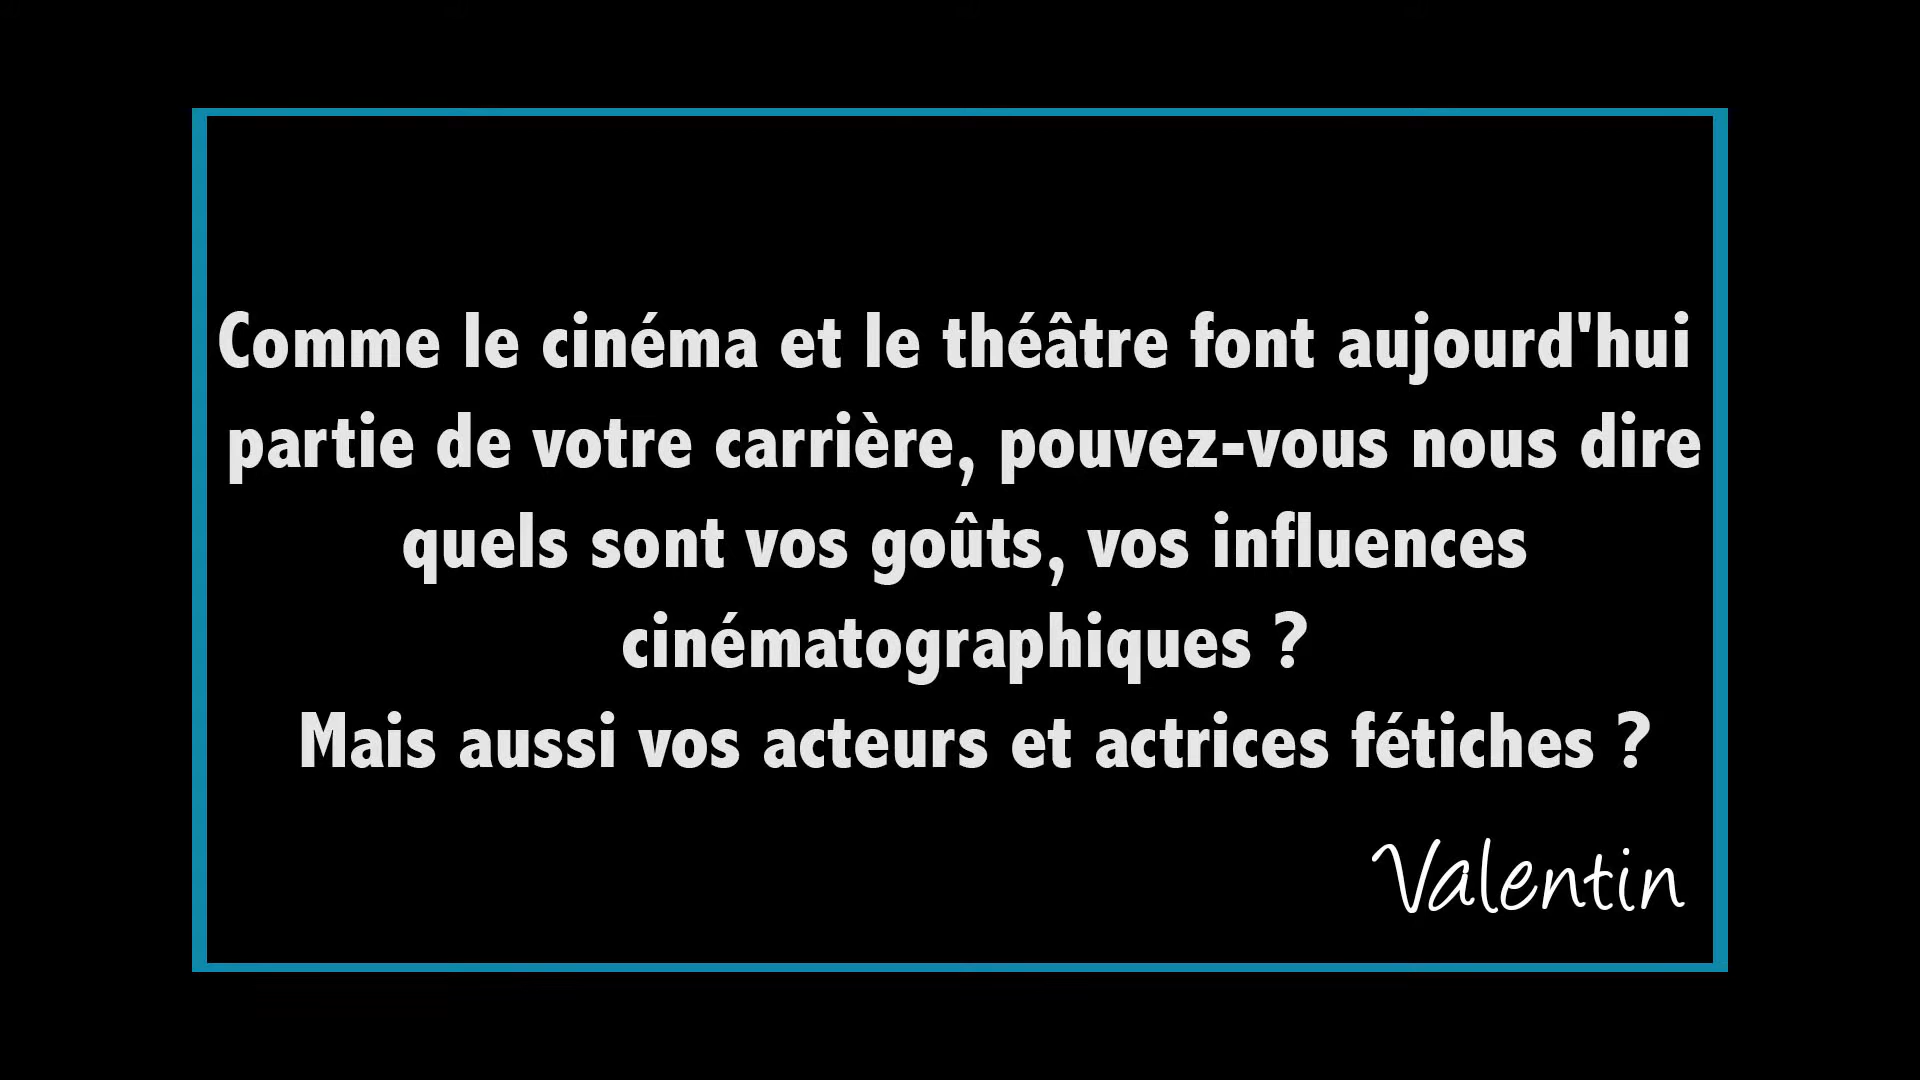 Comme le cinéma et le théâtre font aujourd'hui
partie de votre carrière, pouvez-vous nous dire
quels sont vos goûts, vos influences
cinématographiques ?
Mais aussi vos acteurs et actrices fétiches ?
Valentin